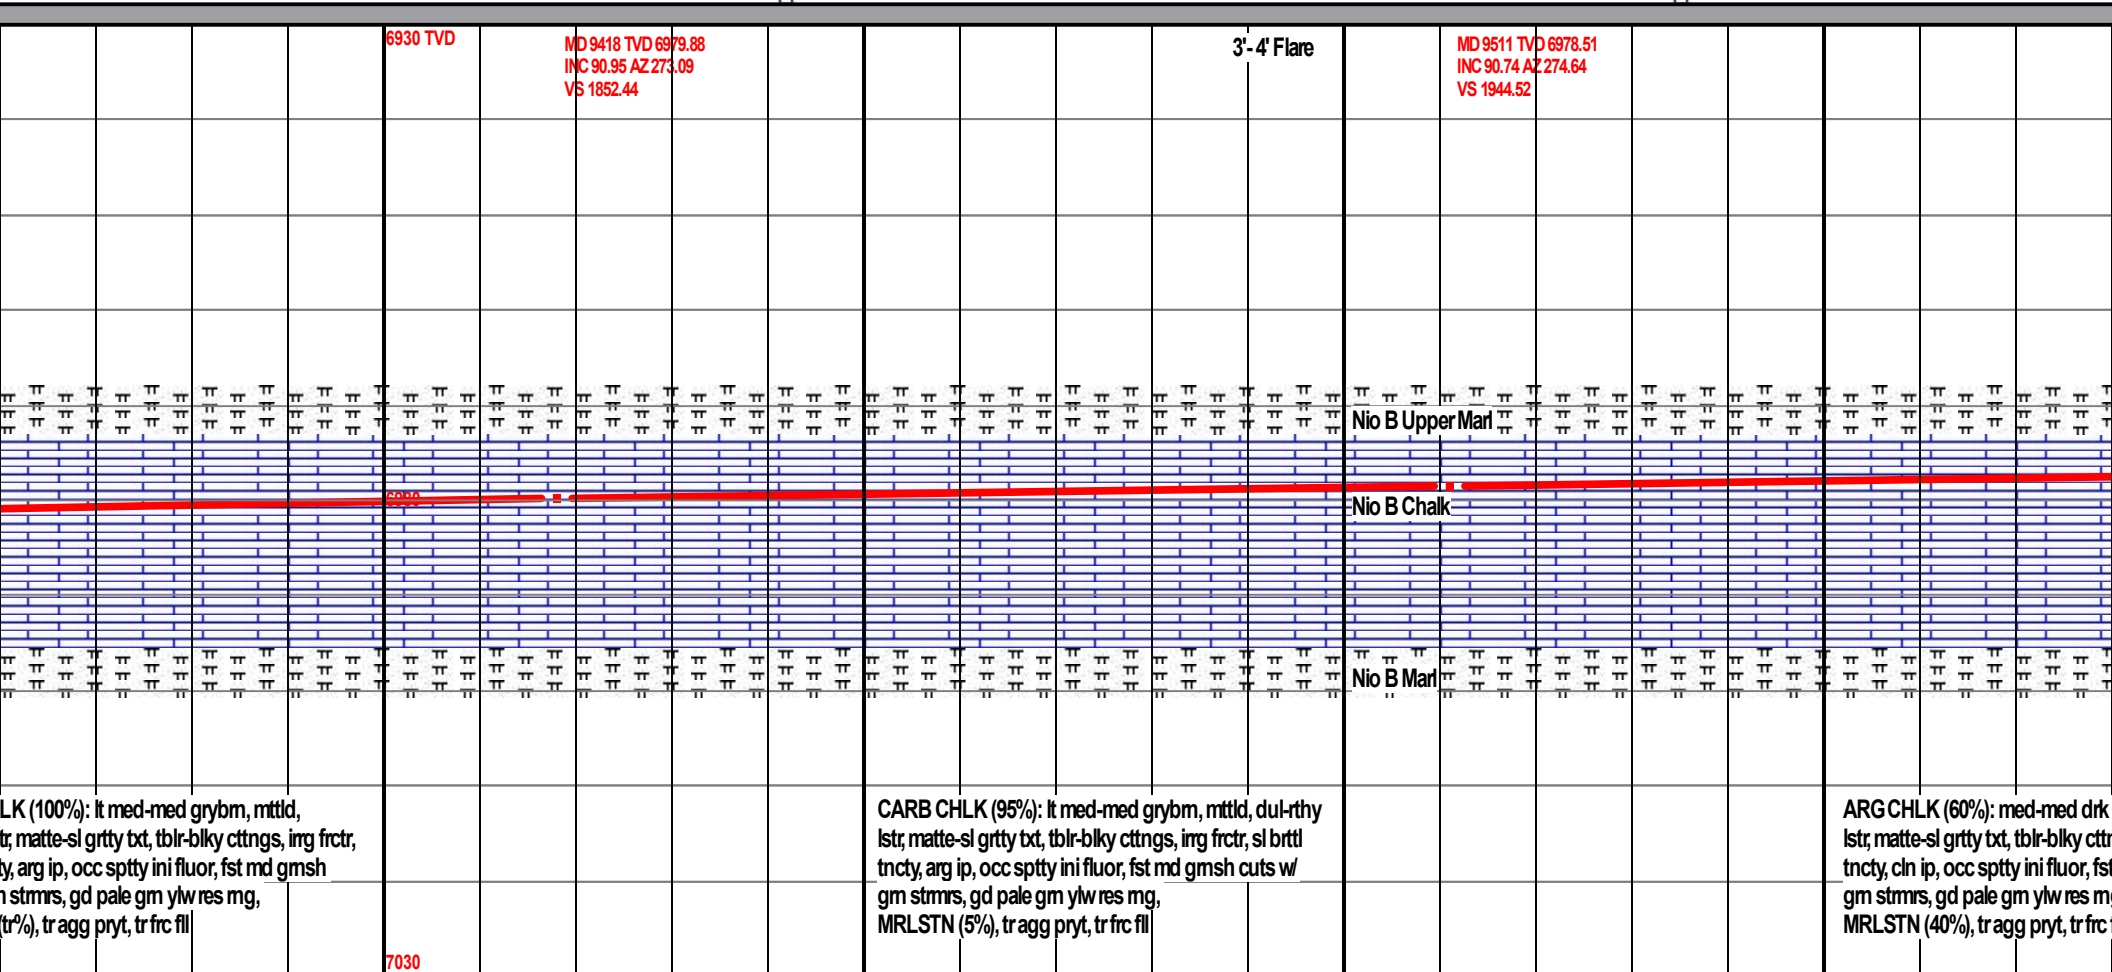 6930 TVD
MD 9418 TVD 6979.88
INC 90.95 AZ 273.09
VS 1852.44
3'- 4' Flare
MD 9511 TVD 6978.51
INC 90.74 AZ 274.64
VS 1944.52
Nio B Upper Marl
6980
Nio B Chalk
Nio B Marl
LK (100%): lt med-med grybrn, mttld,
tr, matte-sl grtty txt, tblr-blky cttngs, irrg frctr,
ty, arg ip, occ sptty ini fluor, fst md grnsh
n strmrs, gd pale grn ylw res rng,
(tr%), tr agg pryt, tr frc fll
CARB CHLK (95%): lt med-med grybrn, mttld, dul-rthy
lstr, matte-sl grtty txt, tblr-blky cttngs, irrg frctr, sl brttl
tncty, arg ip, occ sptty ini fluor, fst md grnsh cuts w/
grn strmrs, gd pale grn ylw res rng,
MRLSTN (5%), tr agg pryt, tr frc fll
ARG CHLK (60%): med-med drk
lstr, matte-sl grtty txt, tblr-blky cttn
tncty, cln ip, occ sptty ini fluor, fst
grn strmrs, gd pale grn ylw res rng
MRLSTN (40%), tr agg pryt, tr frc f
7030